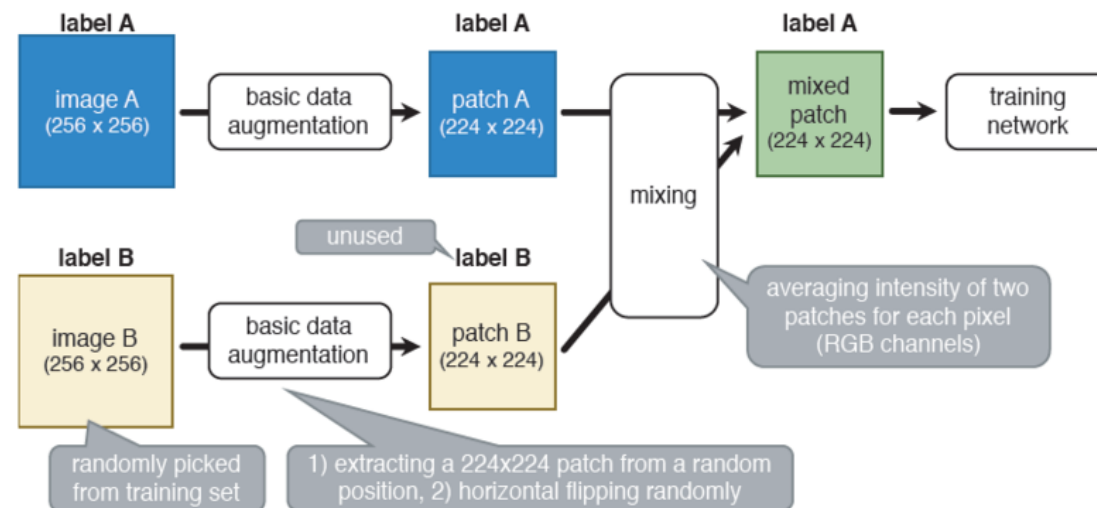 label A
label A
label A
image A
(256 x 256)
basic data
augmentation
patch A
(224 x 224)
mixed
patch
(224 x 224)
training
network
mixing
unused
label B
label B
image B
(256 x 256)
basic data
augmentation
patch B
(224 x 224)
averaging intensity of two
patches for each pixel
(RGB channels)
randomly picked
from training set
1) extracting a 224x224 patch from a random
position, 2) horizontal flipping randomly